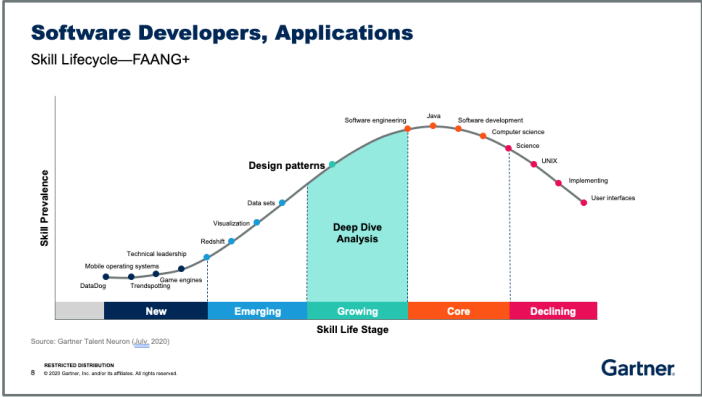 Software Developers, Applications
Skill Lifecycle—FAANG+
Skill Prevalence
DataDog
Mobile operating systems
Trendspotting
Technical leadership
Game engines
Redshift
Visualization
Data sets
Design patterns
Deep Dive
Analysis
Software engineering
Java
Software development
Computer science
Science
UNIX
Implementing
User interfaces
New
Emerging
Growing
Core
Declining
Skill Life Stage
Source: Gartner Talent Neuron (July, 2020)
RESTRICTED DISTRIBUTION
8 © 2020 Gartner, Inc. and/or its affiliates. All rights reserved.
Gartner